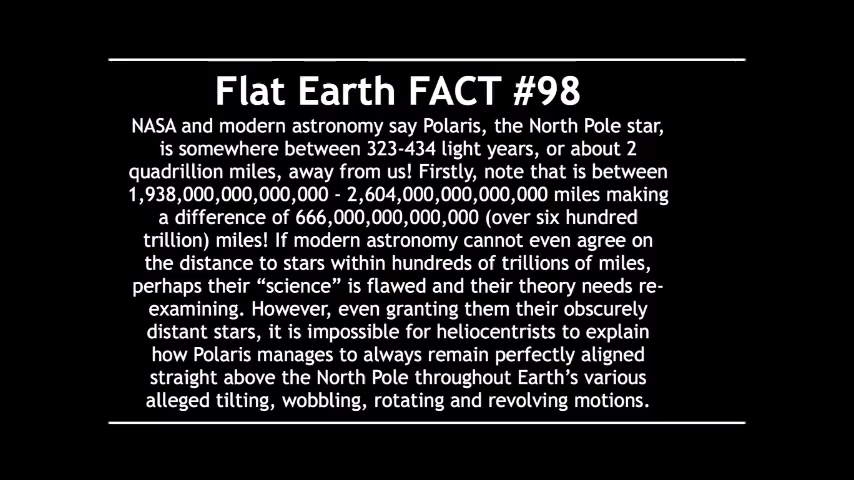 Flat Earth FACT #98
NASA and modern astronomy say Polaris, the North Pole star,
is somewhere between 323-434 light years, or about 2
quadrillion miles, away from us! Firstly, note that is between
1,938,000,000,000,000 - 2,604,000,000,000,000 miles making
a difference of 666,000,000,000,000 (over six hundred
trillion) miles! If modern astronomy cannot even agree on
the distance to stars within hundreds of trillions of miles,
perhaps their “science” is flawed and their theory needs re-
examining. However, even granting them their obscurely
distant stars, it is impossible for heliocentrists to explain
how Polaris manages to always remain perfectly aligned
straight above the North Pole throughout Earth’s various
alleged tilting, wobbling, rotating and revolving motions.